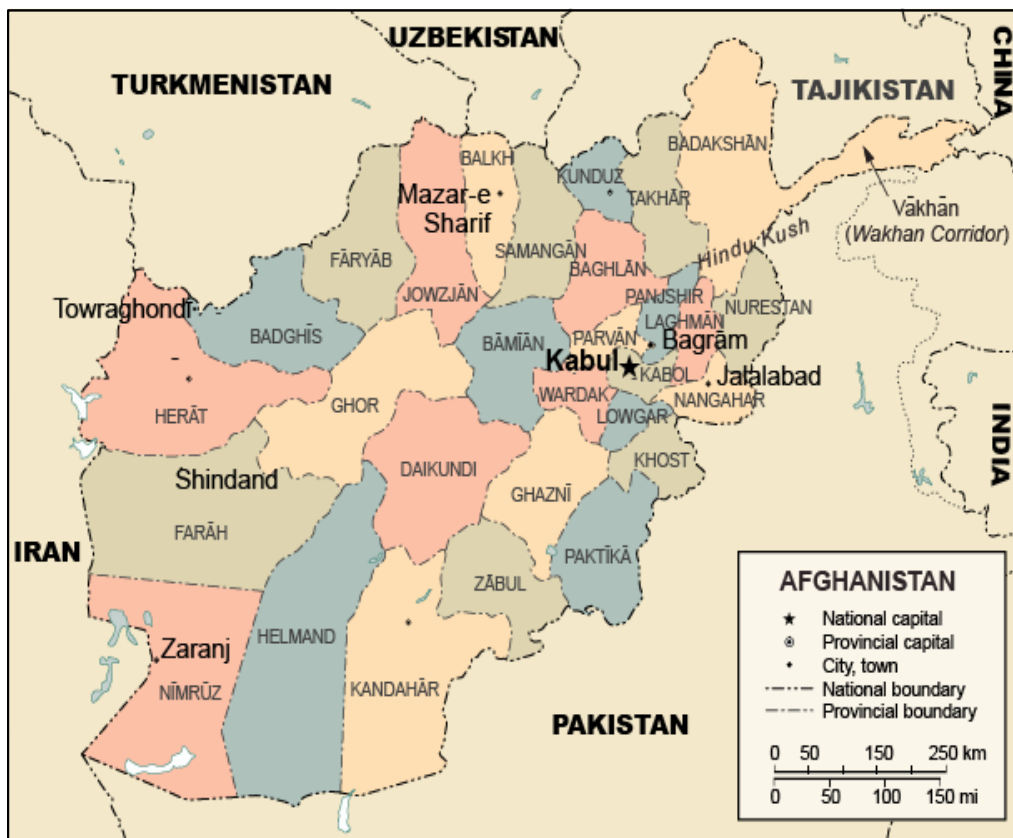 UZBEKISTAN
CHINA
TURKMENISTAN
TAJIKISTAN
BADAKSHĀN
BALKH
KUNDUZ
TAKHĀR
Mazar-e
Sharif
Vākhān
(Wakhan Corridor)
Hindu Kush
FĀRYĀB
SAMANGĀN
BAGHLĀN
JOWZJĀN
PANJSHIR
NURESTAN
Towraghondī
LAGHMĀN
BADGHĪS
BĀMĪĀN
PARVĀN
Bagrām
Kabul
KABOL
Jalalabad
WARDAK
NANGAHAR
HERĀT
GHOR
LOWGAR
INDIA
DAIKUNDI
KHOST
Shindand
GHAZNĪ
FARĀH
IRAN
PAKTĪKĀ
ZĀBUL
HELMAND
Zaranj
NĪMRŪZ
KANDAHĀR
PAKISTAN
AFGHANISTAN
National capital
Provincial capital
City, town
National boundary
Provincial boundary
0 50 150 250 km
0 50 100 150 mi